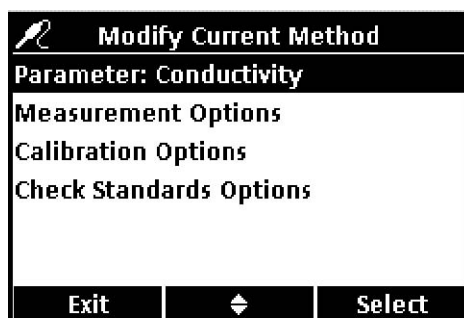 Modify Current Method
Parameter: Conductivity
Measurement Options
Calibration Options
Check Standards Options
Exit Select